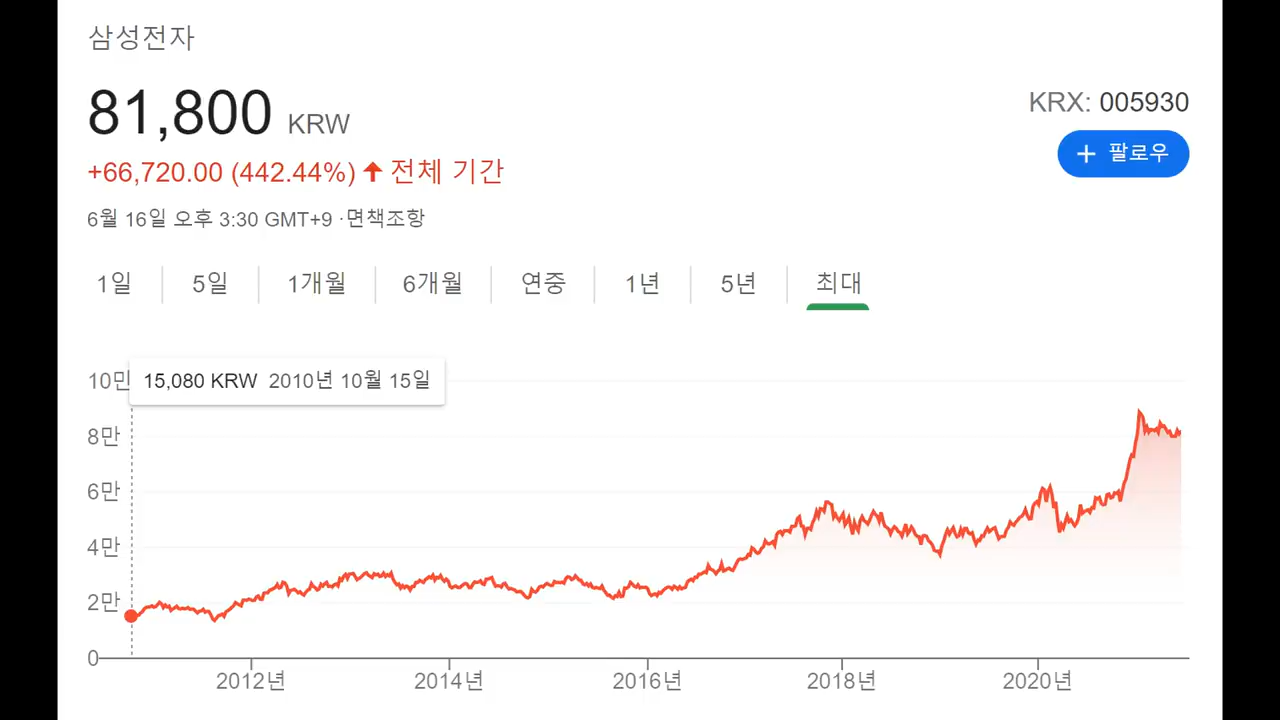 삼성전자
81,800 KRW
KRX: 005930
+66,720.00 (442.44%) ↑ 전체 기간
+ 팔로우
6월 16일 오후 3:30 GMT+9 ·면책조항
1일 5일 1개월 6개월 연중 1년 5년 최대
10만 15,080 KRW 2010년 10월 15일
8만
6만
4만
2만
0
2012년 2014년 2016년 2018년 2020년